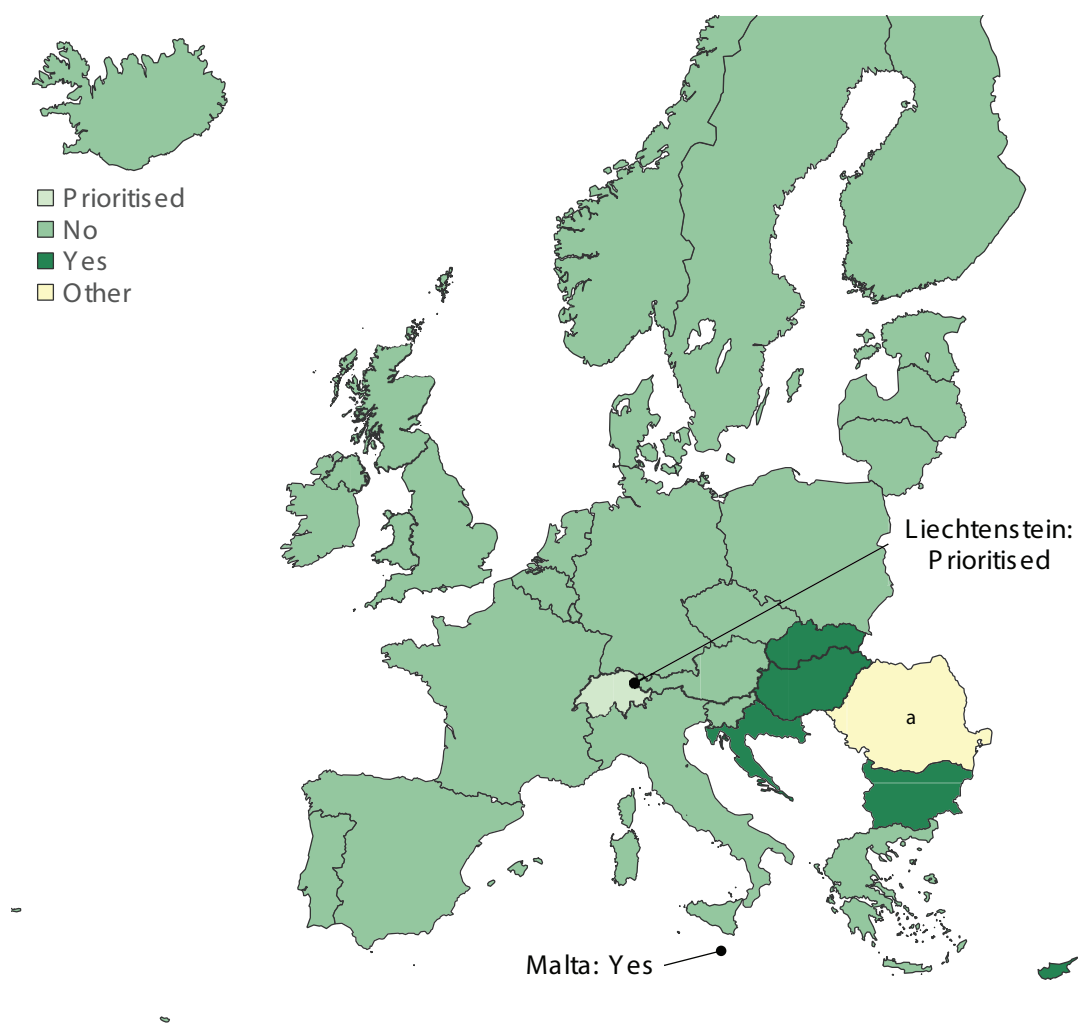 Prioritised
No
Yes
Other
Liechtenstein:
Prioritised
a
Malta: Yes